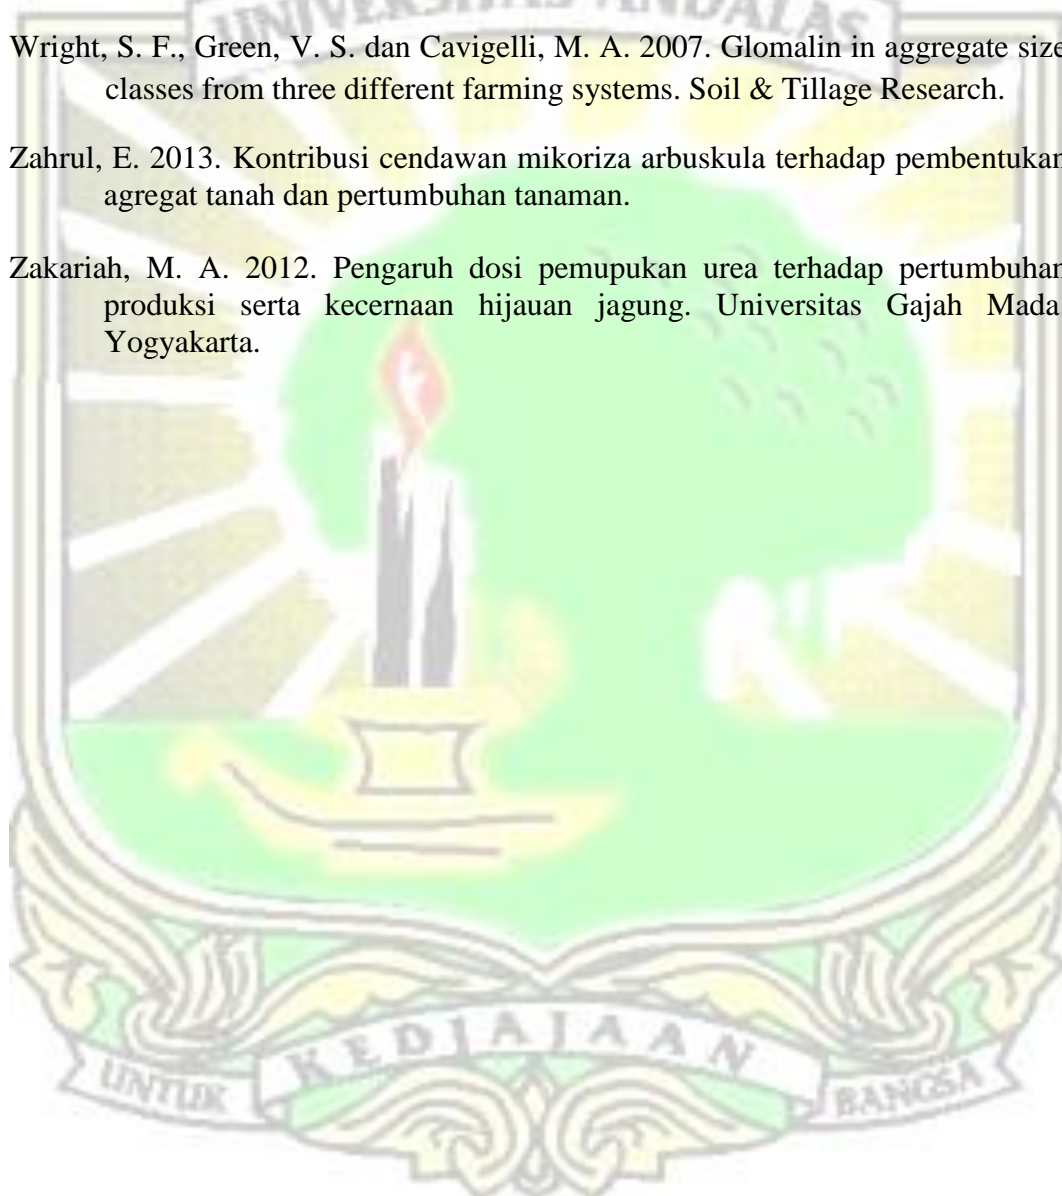 UNIVERSITAS ANDALAS
Wright, S. F., Green, V. S. dan Cavigelli, M. A. 2007. Glomalin in aggregate size
classes from three different farming systems. Soil & Tillage Research.
Zahrul, E. 2013. Kontribusi cendawan mikoriza arbuskula terhadap pembentukan
agregat tanah dan pertumbuhan tanaman.
Zakariah, M. A. 2012. Pengaruh dosi pemupukan urea terhadap pertumbuhan
produksi serta kecernaan hijauan jagung. Universitas Gajah Mada
Yogyakarta.
UNTUK KEDJAJAAN BANGSA